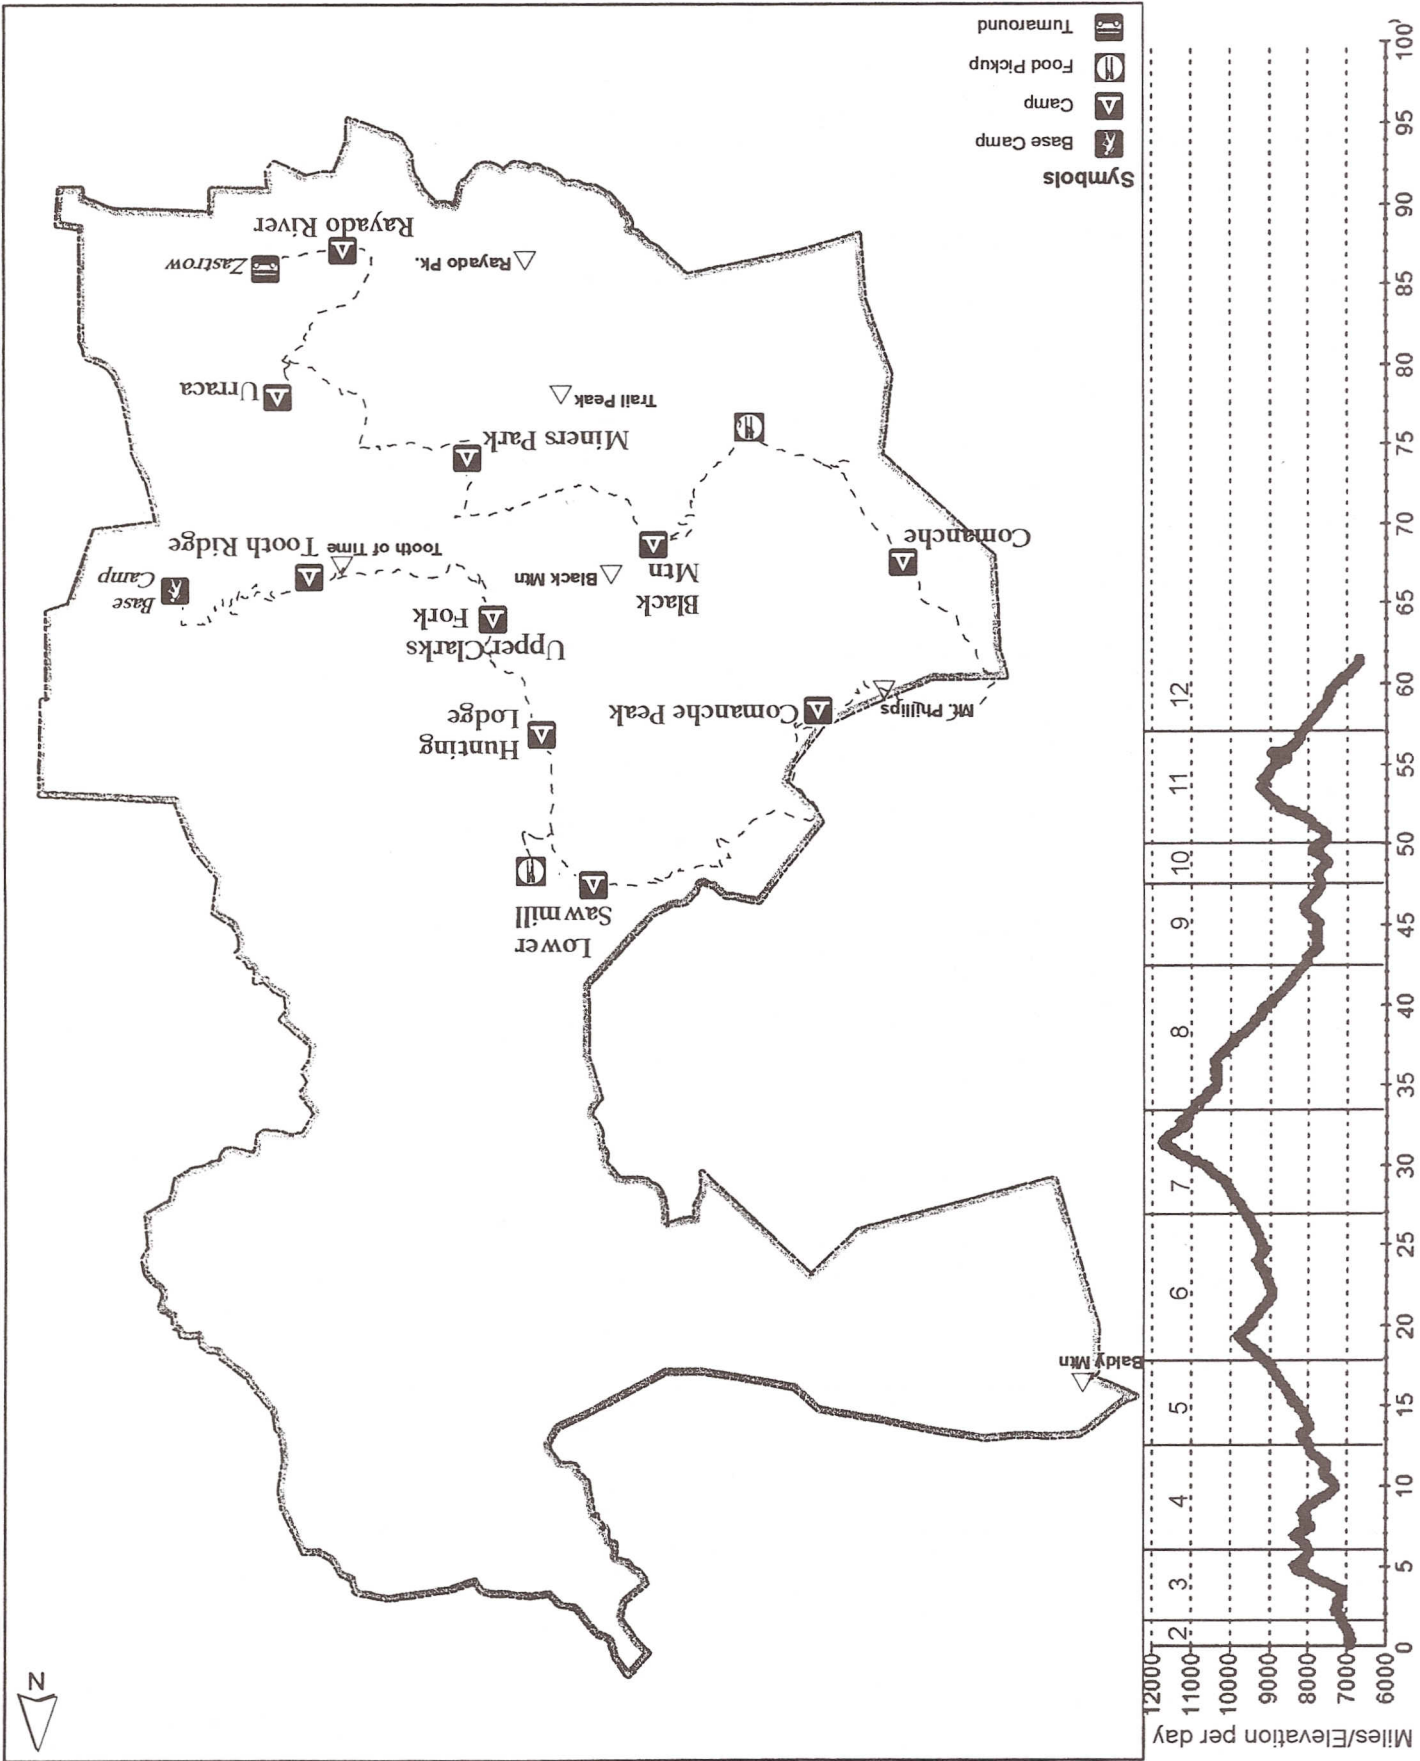 N
Zastrow
Rayado River
Rayado Pk.
Urraca
Trail Peak
Miners Park
Tooth Ridge
Tooth of Time
Base
Camp
Black Mtn
Black
Mtn
Comanche
Upper Clarks
Fork
Hunting
Lodge
Comanche Peak
Mt. Phillips
Lower
Sawmill
Baldy Mtn
Symbols
Base Camp
Camp
Food Pickup
Turnaround
Miles/Elevation per day
12000
11000
10000
9000
8000
7000
6000
2
3
4
5
6
7
8
9
10
11
12
0
5
10
15
20
25
30
35
40
45
50
55
60
65
70
75
80
85
90
95
100